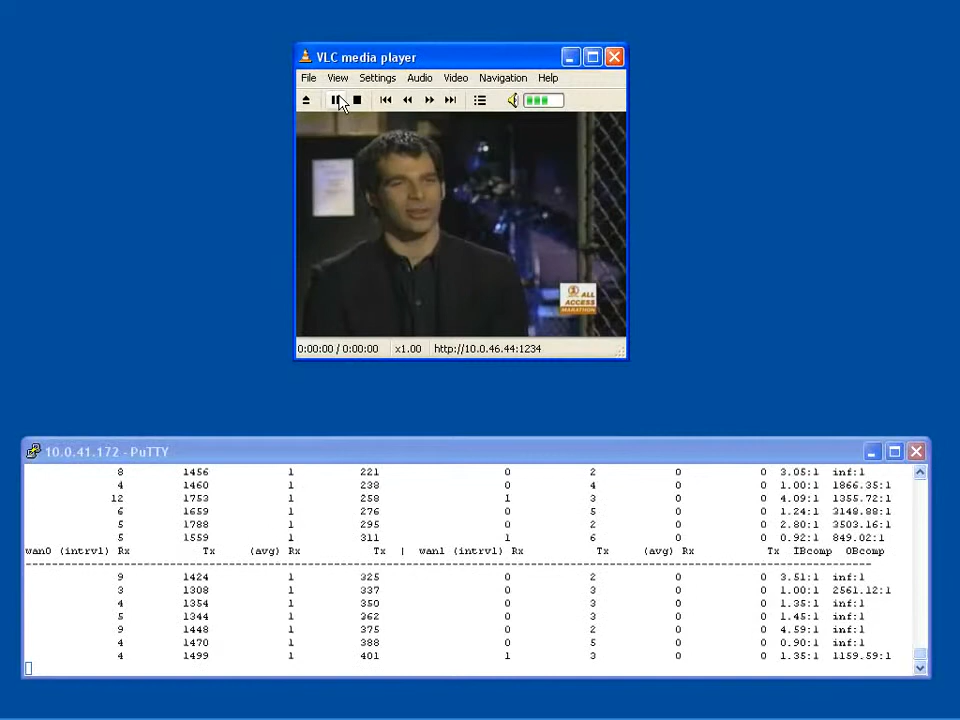 VLC media player
File View Settings Audio Video Navigation Help
1 ALL
ACCESS
MARATHON
0:00:00 / 0:00:00 x1.00 http://10.0.46.44:1234
10.0.41.172 - PuTTY
8 1456 1 221 0 2 0 0 3.05:1 inf:1
4 1460 1 238 0 4 0 0 1.00:1 1866.35:1
12 1753 1 258 1 3 0 0 4.09:1 1355.72:1
6 1659 1 276 0 5 0 0 1.24:1 3148.88:1
5 1788 1 295 0 2 0 0 2.80:1 3503.16:1
5 1559 1 311 1 6 0 0 0.92:1 849.02:1
wan0 (intrvl) Rx Tx (avg) Rx Tx | wan1 (intrvl) Rx Tx (avg) Rx Tx IBcomp OBcomp
9 1424 1 325 0 2 0 0 3.51:1 inf:1
3 1308 1 337 0 3 0 0 1.00:1 2561.12:1
4 1354 1 350 0 3 0 0 1.35:1 inf:1
5 1344 1 362 0 3 0 0 1.45:1 inf:1
9 1448 1 375 0 2 0 0 4.59:1 inf:1
4 1470 1 388 0 5 0 0 0.90:1 inf:1
4 1499 1 401 1 3 0 0 1.35:1 1159.59:1